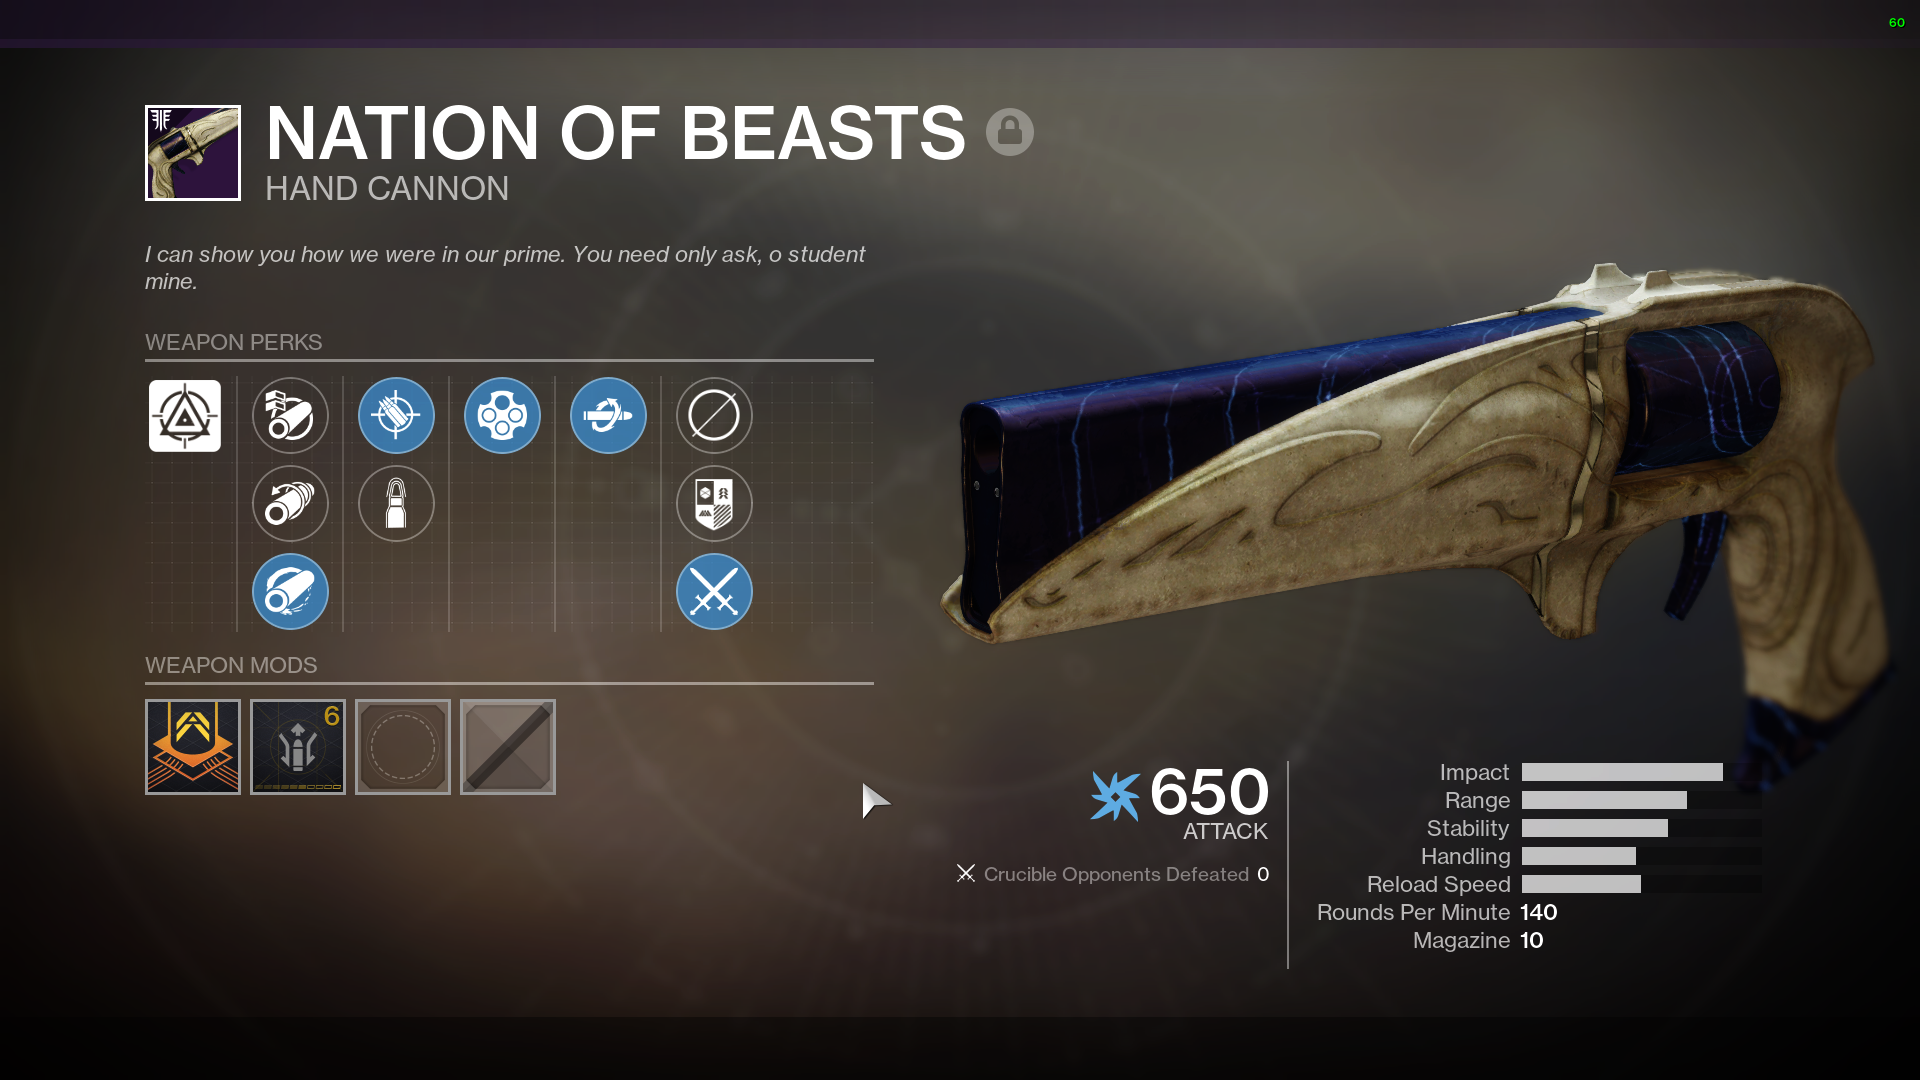 60
NATION OF BEASTS
HAND CANNON
I can show you how we were in our prime. You need only ask, o student
mine.
WEAPON PERKS
WEAPON MODS
6
650
ATTACK
Crucible Opponents Defeated 0
Impact
Range
Stability
Handling
Reload Speed
Rounds Per Minute 140
Magazine 10